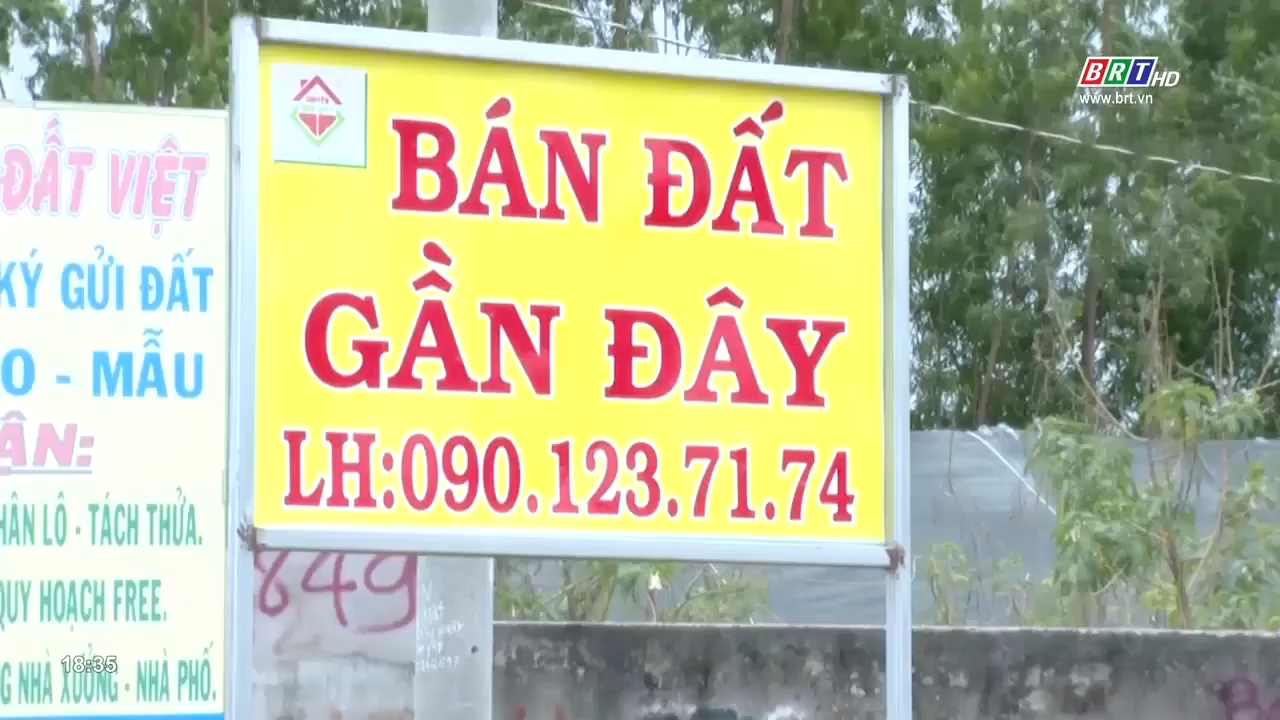 BÁN ĐẤT
GẦN ĐÂY
LH:090.123.71.74
ĐẤT VIỆT
KÝ GỬI ĐẤT
O - MẪU
ÂN:
HÂN LÔ - TÁCH THỬA.
QUY HOẠCH FREE.
G NHÀ XƯỞNG - NHÀ PHỐ.
849
BRT HD
www.brt.vn
18:35